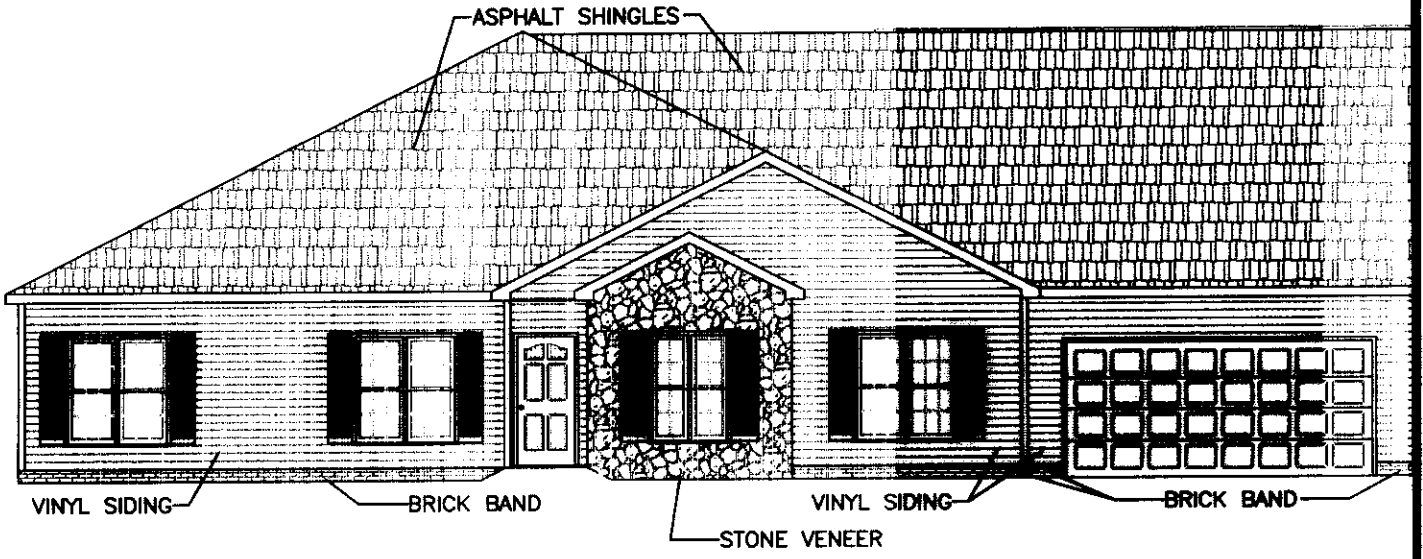 ASPHALT SHINGLES
VINYL SIDING
BRICK BAND
VINYL SIDING
BRICK BAND
STONE VENEER